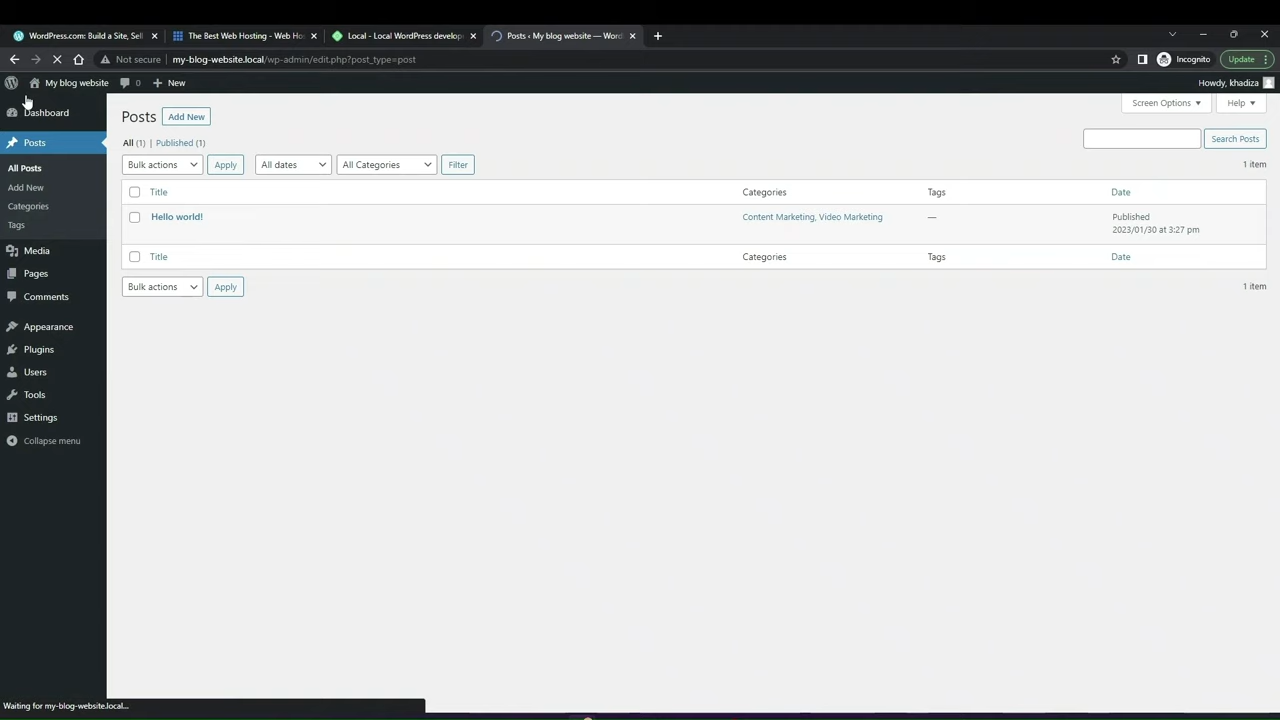 WordPress.com: Build a Site, Sell
The Best Web Hosting - Web Hos
Local - Local WordPress develop
Posts ‹ My blog website — Word
Not secure
my-blog-website.local/wp-admin/edit.php?post_type=post
Incognito
Update
My blog website
0
New
Howdy, khadiza
Dashboard
Posts
All Posts
Add New
Categories
Tags
Media
Pages
Comments
Appearance
Plugins
Users
Tools
Settings
Collapse menu
Posts
Add New
Screen Options
Help
All (1) | Published (1)
Search Posts
Bulk actions
Apply
All dates
All Categories
Filter
1 item
Title
Categories
Tags
Date
Hello world!
Content Marketing, Video Marketing
—
Published
2023/01/30 at 3:27 pm
Title
Categories
Tags
Date
Bulk actions
Apply
1 item
Waiting for my-blog-website.local...